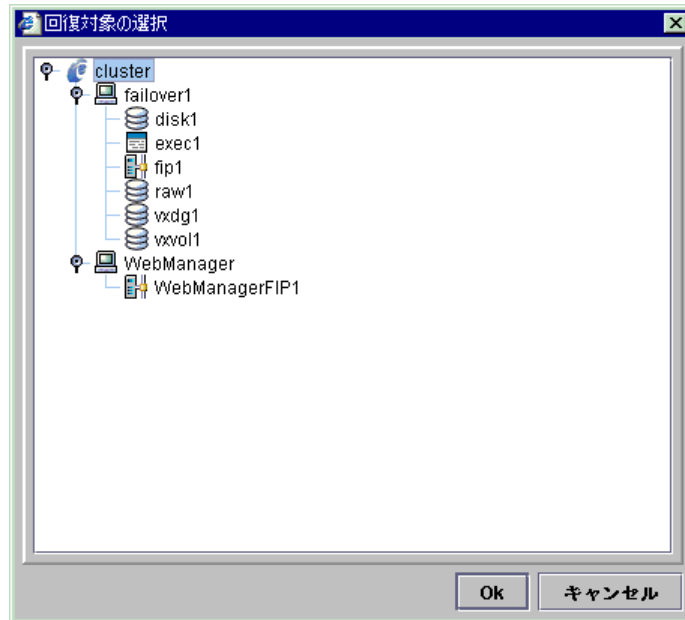 回復対象の選択
cluster
failover1
disk1
exec1
fip1
raw1
vxdg1
vxvol1
WebManager
WebManagerFIP1
Ok キャンセル